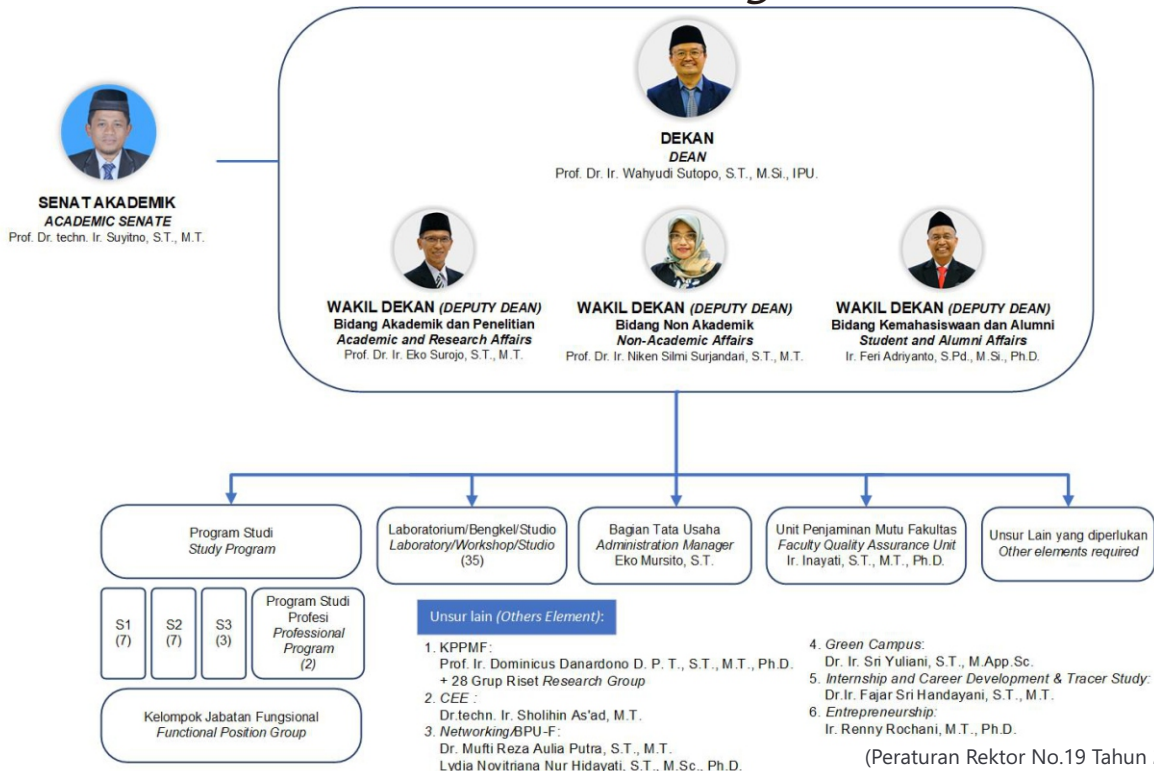 DEKAN
DEAN
Prof. Dr. Ir. Wahyudi Sutopo, S.T., M.Si., IPU.
SENAT AKADEMIK
ACADEMIC SENATE
Prof. Dr. techn. Ir. Suyitno, S.T., M.T.
WAKIL DEKAN (DEPUTY DEAN)
Bidang Akademik dan Penelitian
Academic and Research Affairs
Prof. Dr. Ir. Eko Surojo, S.T., M.T.
WAKIL DEKAN (DEPUTY DEAN)
Bidang Non Akademik
Non-Academic Affairs
Prof. Dr. Ir. Niken Silmi Surjandari, S.T., M.T.
WAKIL DEKAN (DEPUTY DEAN)
Bidang Kemahasiswaan dan Alumni
Student and Alumni Affairs
Ir. Feri Adriyanto, S.Pd., M.Si., Ph.D.
Program Studi
Study Program
Laboratorium/Bengkel/Studio
Laboratory/Workshop/Studio
(35)
Bagian Tata Usaha
Administration Manager
Eko Mursito, S.T.
Unit Penjaminan Mutu Fakultas
Faculty Quality Assurance Unit
Ir. Inayati, S.T., M.T., Ph.D.
Unsur Lain yang diperlukan
Other elements required
S1
(7)
S2
(7)
S3
(3)
Program Studi
Profesi
Professional
Program
(2)
Kelompok Jabatan Fungsional
Functional Position Group
Unsur lain (Others Element):
1. KPPMF:
Prof. Ir. Dominicus Danardono D. P. T., S.T., M.T., Ph.D.
+ 28 Grup Riset Research Group
2. CEE :
Dr.techn. Ir. Sholihin As'ad, M.T.
3. Networking/BPU-F:
Dr. Mufti Reza Aulia Putra, S.T., M.T.
Lydia Novitriana Nur Hidayati, S.T., M.Sc., Ph.D.
4. Green Campus:
Dr. Ir. Sri Yuliani, S.T., M.App.Sc.
5. Internship and Career Development & Tracer Study:
Dr.Ir. Fajar Sri Handayani, S.T., M.T.
6. Entrepreneurship:
Ir. Renny Rochani, M.T., Ph.D.
(Peraturan Rektor No.19 Tahun